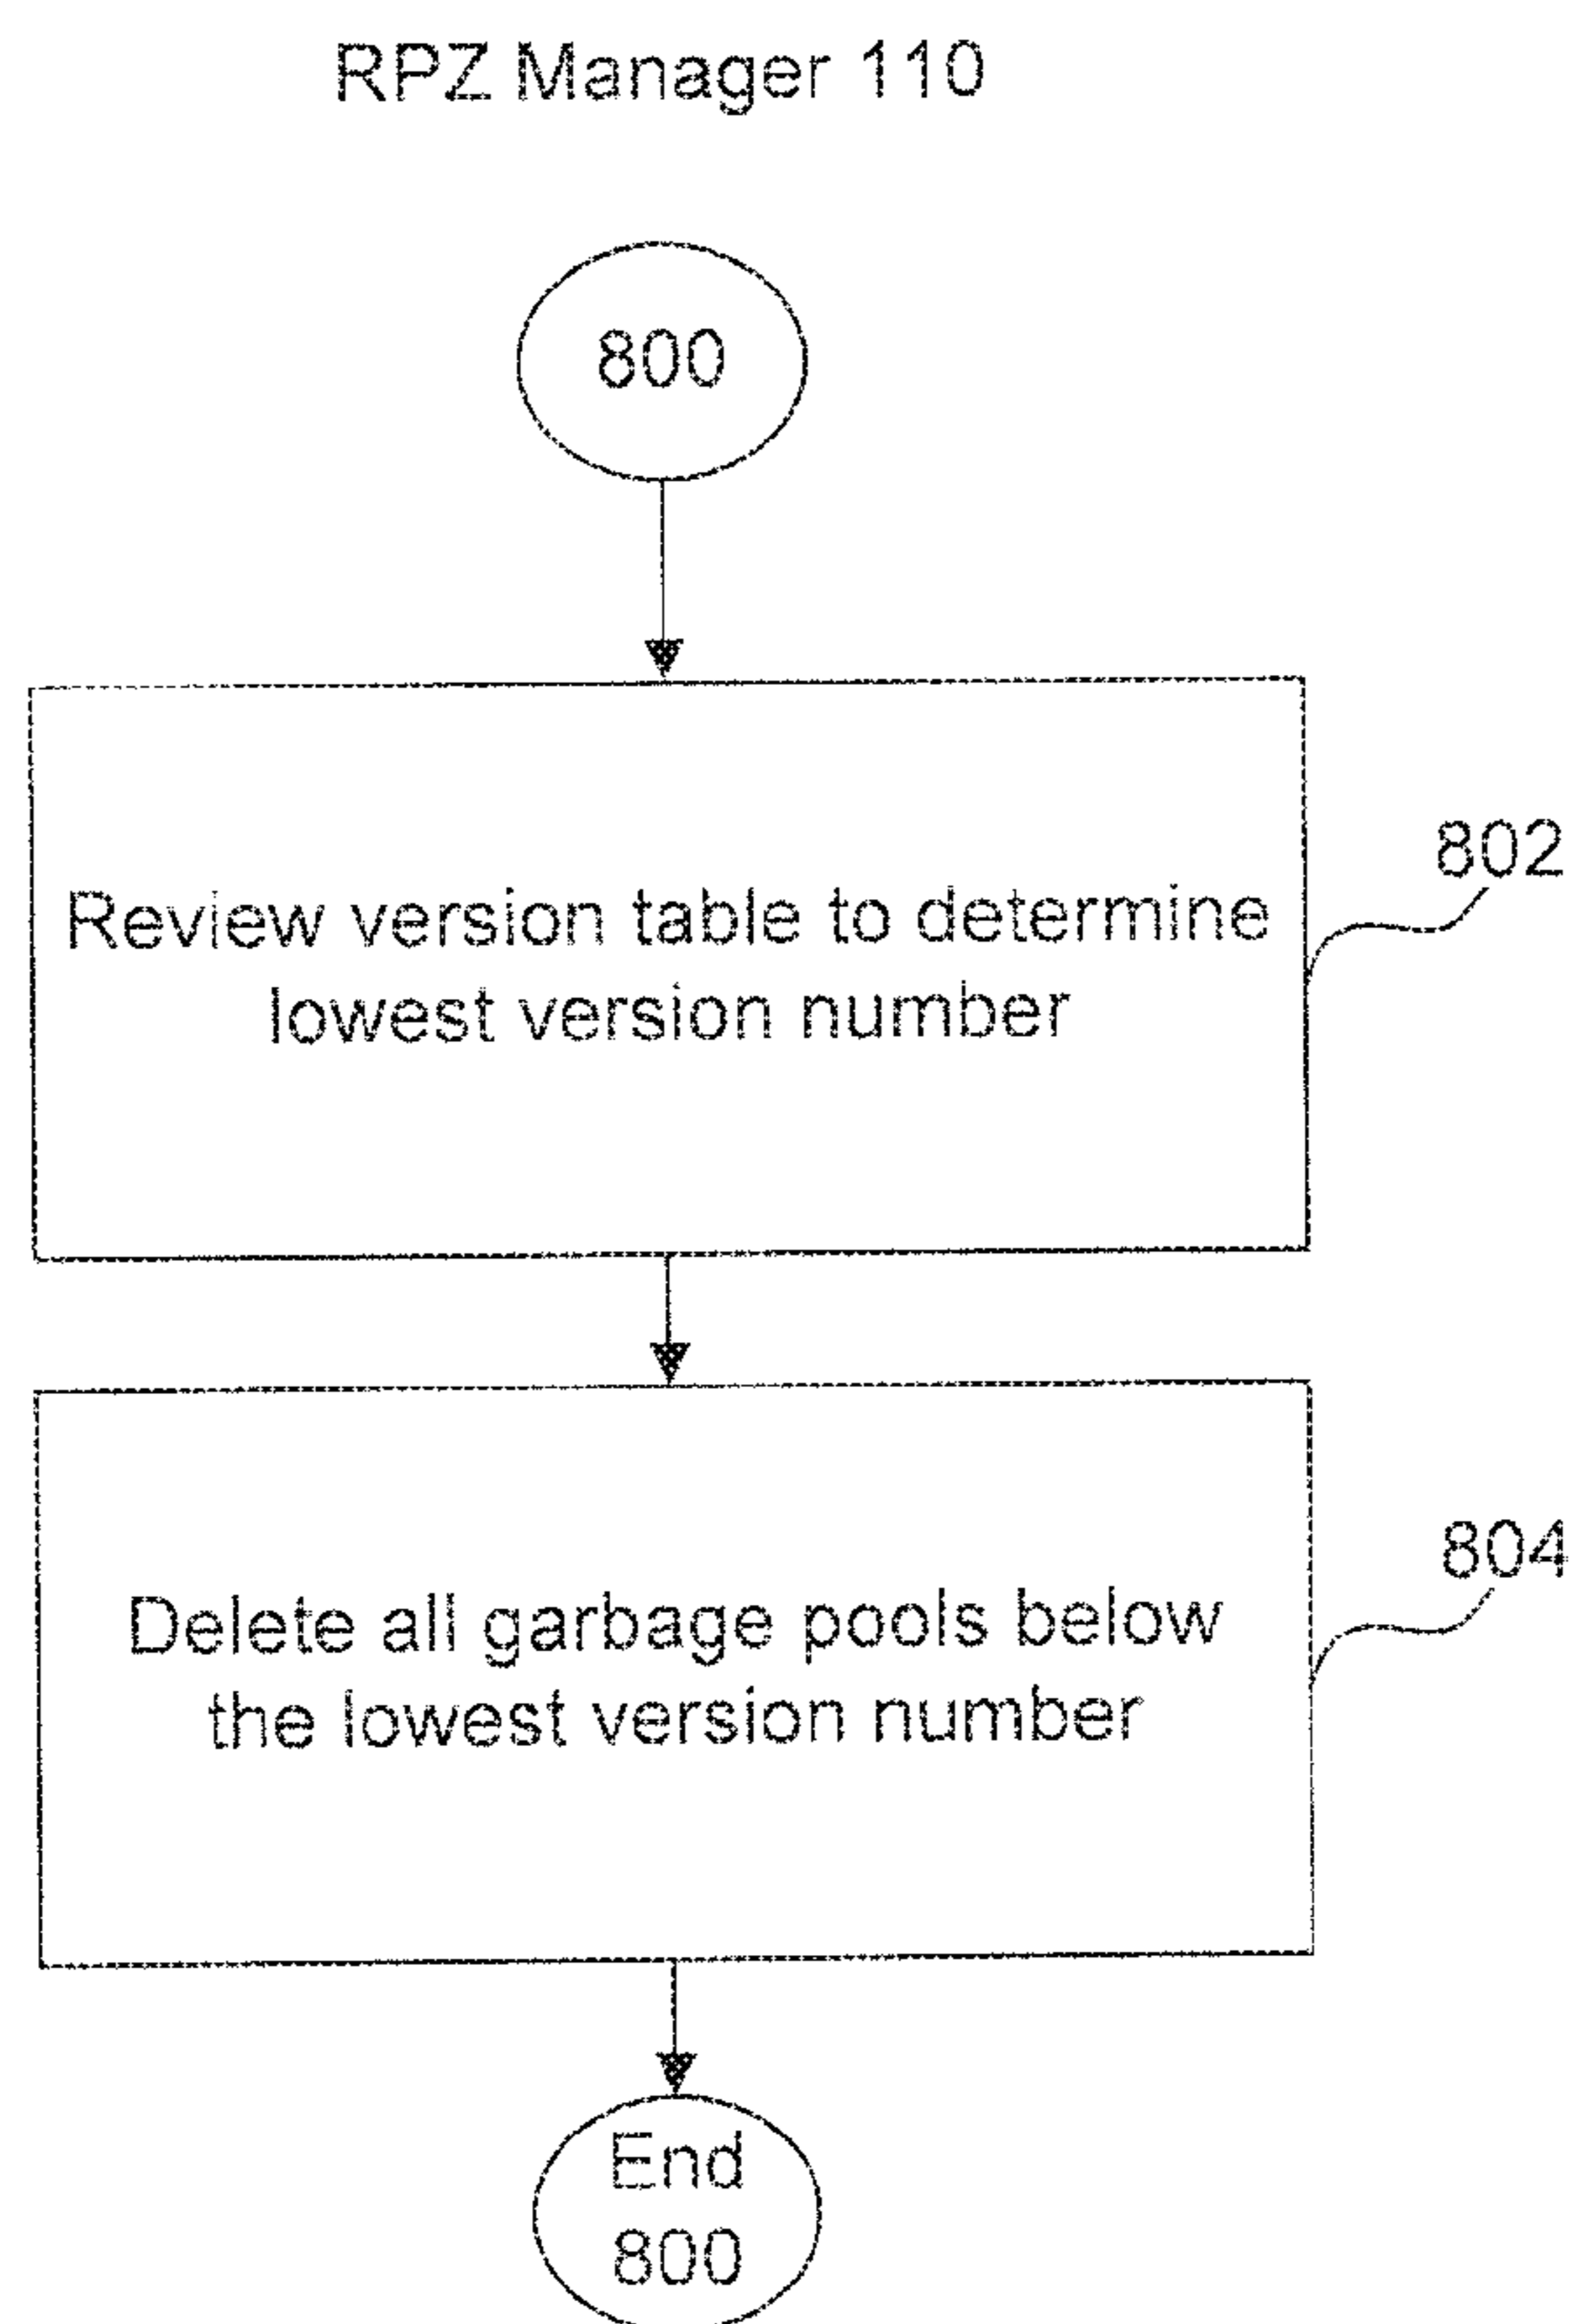 RPZ Manager 110
800
802
Review version table to determine
lowest version number
804
Delete all garbage pools below
the lowest version number
End
800